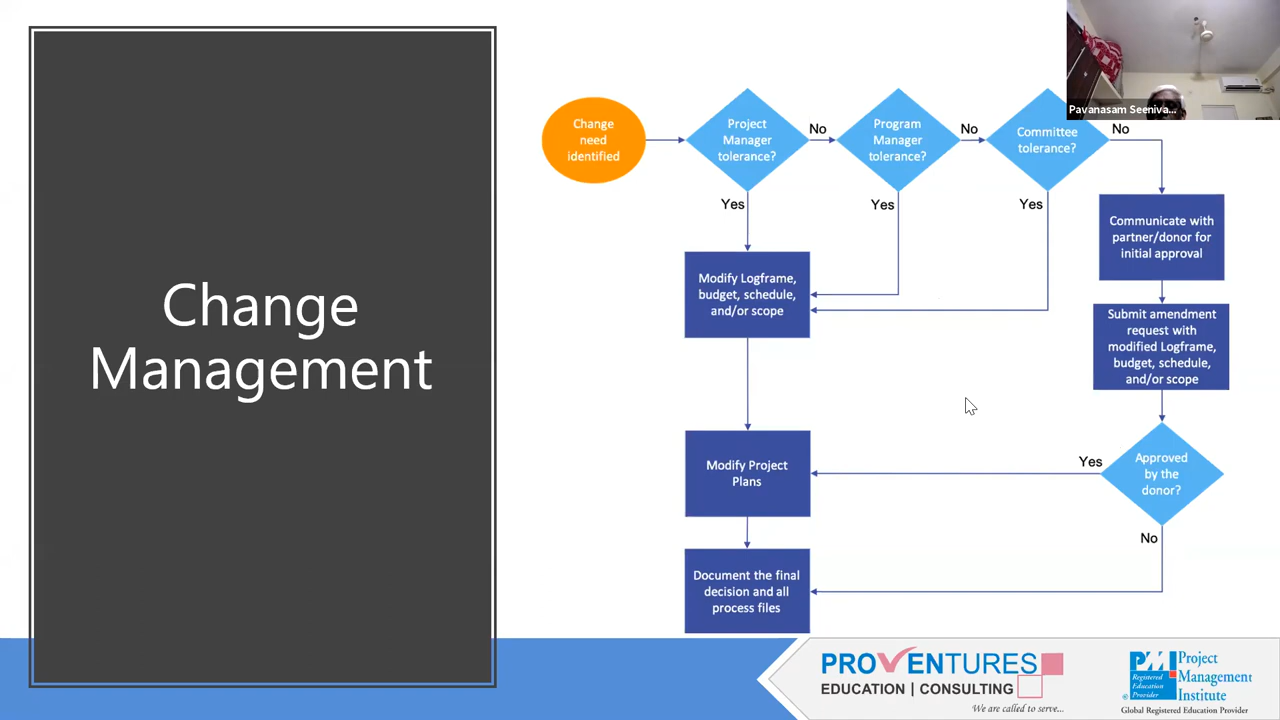 Change
Management
Change
need
identified
Project
Manager
tolerance?
No
Program
Manager
tolerance?
No
Committee
tolerance?
No
Pavanasam Seeniva...
Yes
Yes
Yes
Communicate with
partner/donor for
initial approval
Modify Logframe,
budget, schedule,
and/or scope
Submit amendment
request with
modified Logframe,
budget, schedule,
and/or scope
Modify Project
Plans
Yes
Approved
by the
donor?
No
Document the final
decision and all
process files
PROVENTURES
EDUCATION | CONSULTING
We are called to serve...
PMI
Registered
Education
Provider
®
Project
Management
Institute
Global Registered Education Provider